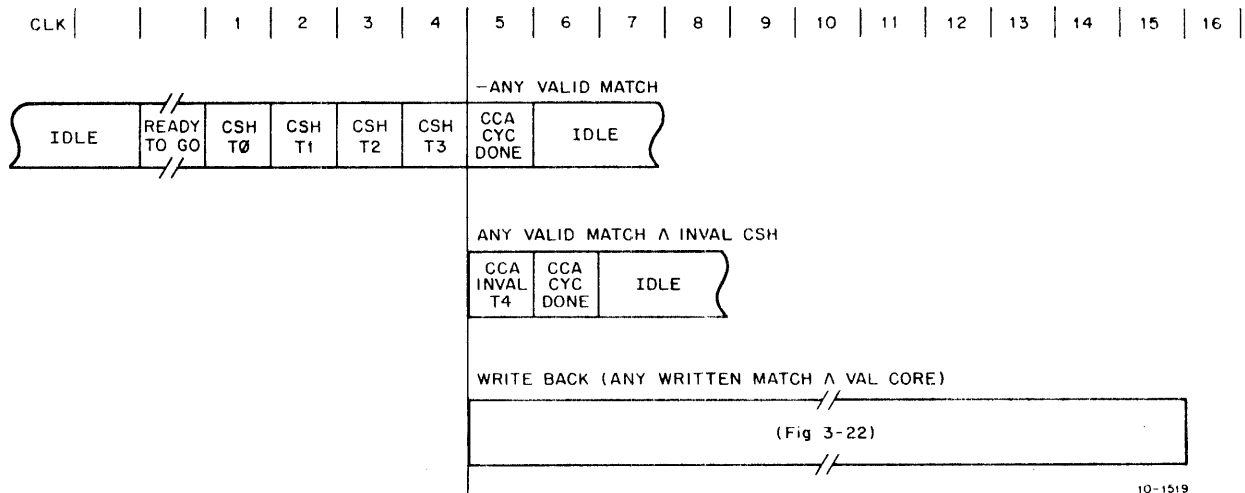 CLK 1 2 3 4 5 6 7 8 9 10 11 12 13 14 15 16
-ANY VALID MATCH
IDLE
READY
TO GO
CSH
TØ
CSH
T1
CSH
T2
CSH
T3
CCA
CYC
DONE
IDLE
ANY VALID MATCH Λ INVAL CSH
CCA
INVAL
T4
CCA
CYC
DONE
IDLE
WRITE BACK (ANY WRITTEN MATCH Λ VAL CORE)
(Fig 3-22)
10-1519